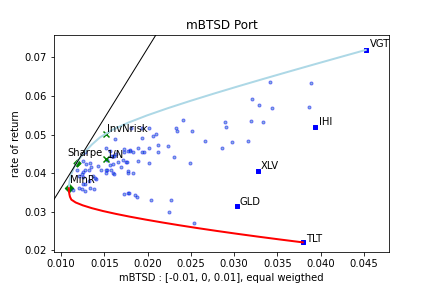 mBTSD Port
VGT
0.07
0.06
IHI
InvNrisk
0.05
rate of return
Sharpe
1/N
XLV
0.04
MinR
GLD
0.03
TLT
0.02
0.010 0.015 0.020 0.025 0.030 0.035 0.040 0.045
mBTSD : [-0.01, 0, 0.01], equal weigthed